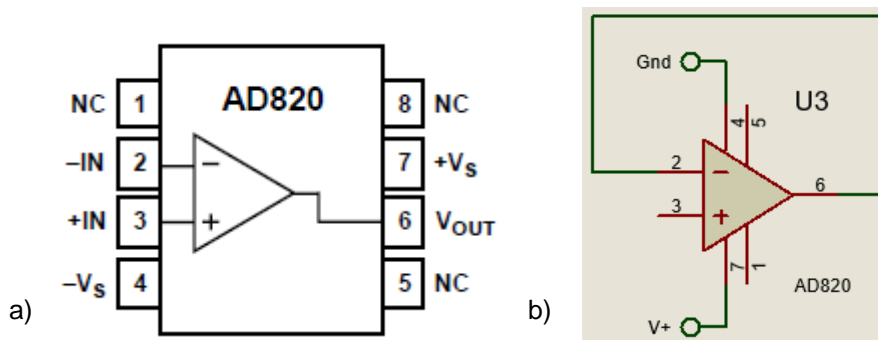 AD820
NC 1 8 NC
–IN 2 − 7 +VS
+IN 3 + 6 VOUT
–VS 4 5 NC
a)
Gnd
U3
4 5
2 −
6
3 +
7 1
AD820
V+
b)